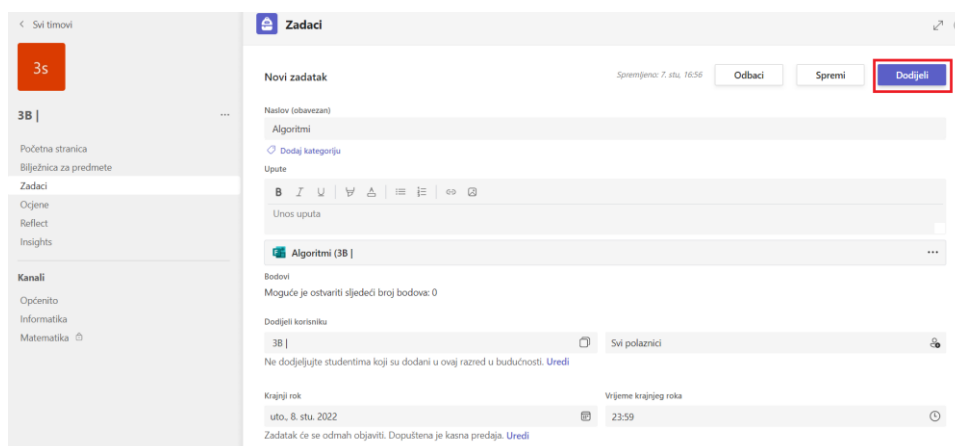 Svi timovi
3s
3B |
Početna stranica
Bilježnica za predmete
Zadaci
Ocjene
Reflect
Insights
Kanali
Općenito
Informatika
Matematika
Zadaci
Novi zadatak
Spremljeno: 7. stu, 16:56
Odbaci
Spremi
Dodijeli
Naslov (obavezan)
Algoritmi
Dodaj kategoriju
Upute
Unos uputa
Algoritmi (3B |
Bodovi
Moguće je ostvariti sljedeći broj bodova: 0
Dodijeli korisniku
3B |
Svi polaznici
Ne dodjeljujte studentima koji su dodani u ovaj razred u budućnosti. Uredi
Krajnji rok
Vrijeme krajnjeg roka
uto., 8. stu. 2022
23:59
Zadatak će se odmah objaviti. Dopuštena je kasna predaja. Uredi